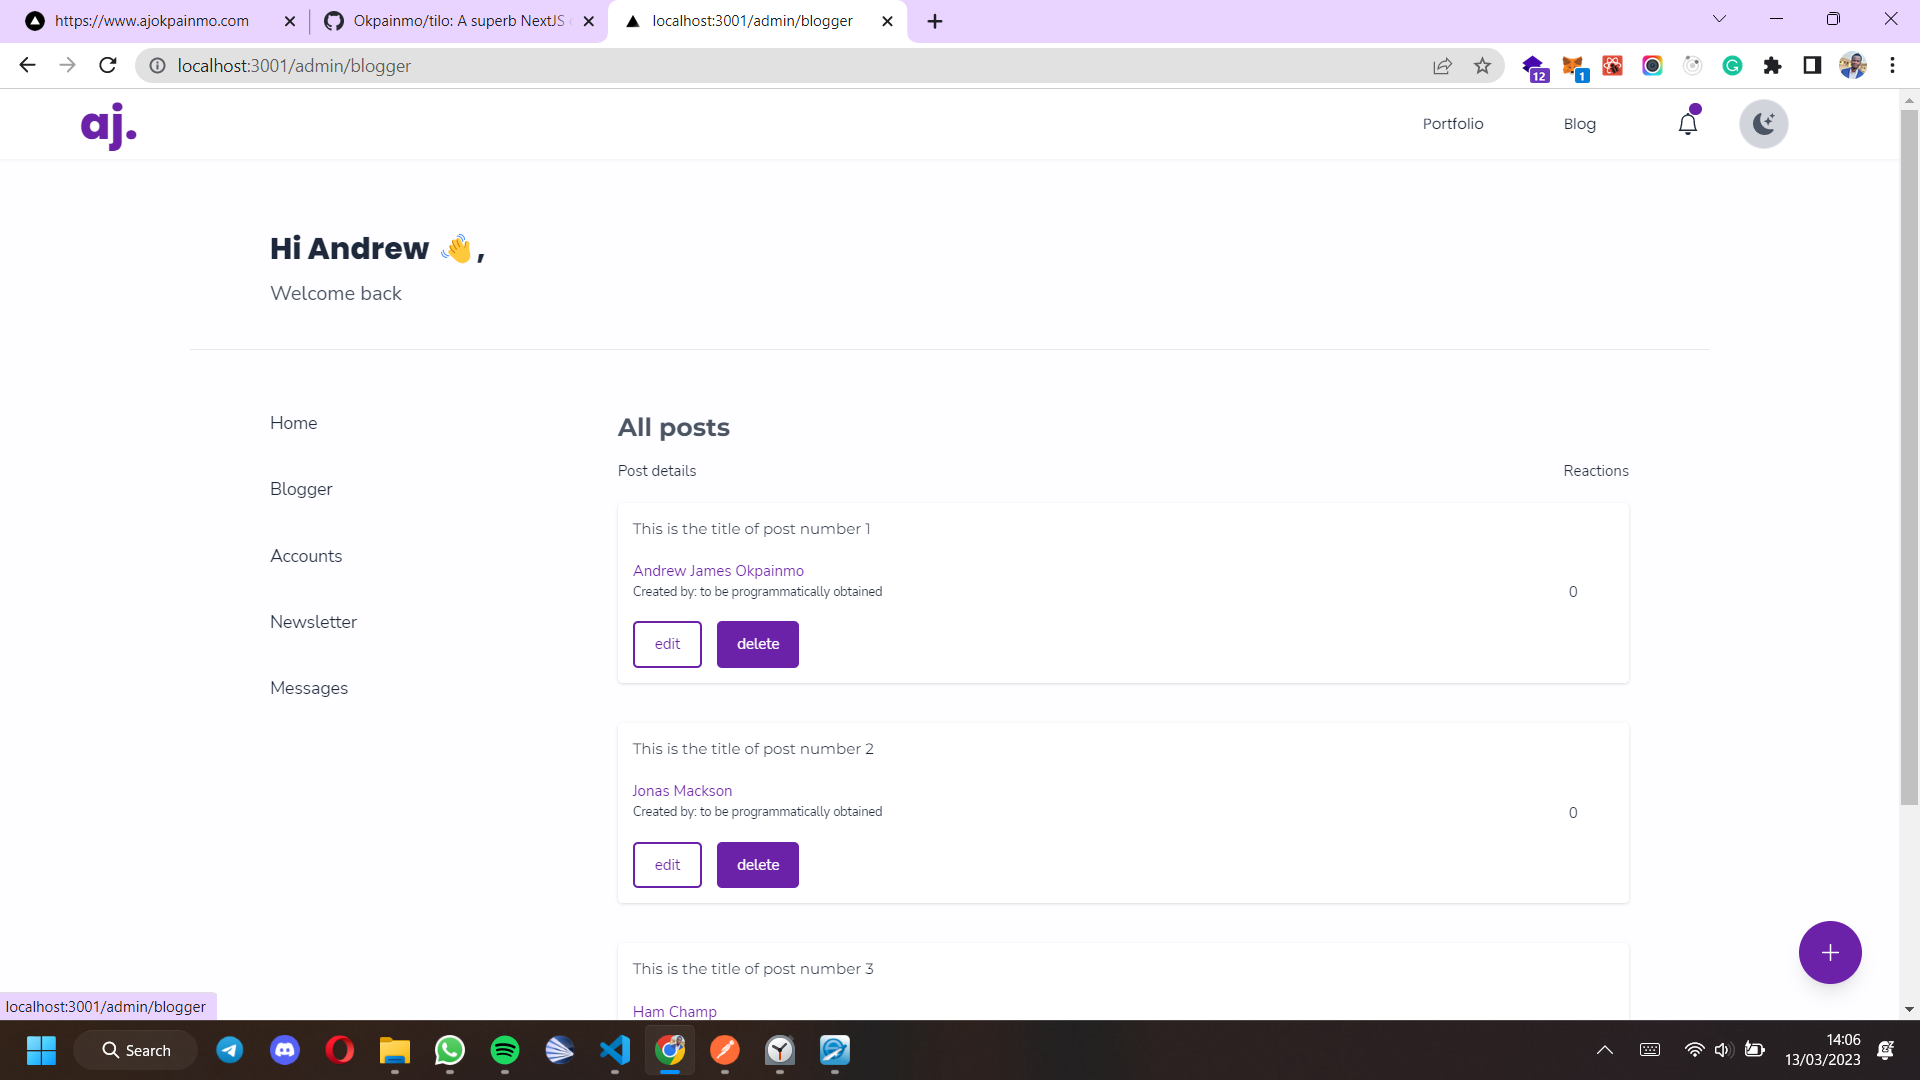 https://www.ajokpainmo.com
Okpainmo/tilo: A superb NextJS
localhost:3001/admin/blogger
localhost:3001/admin/blogger
12
1
aj.
Portfolio
Blog
Hi Andrew 👋,
Welcome back
Home
Blogger
Accounts
Newsletter
Messages
All posts
Post details
Reactions
This is the title of post number 1
Andrew James Okpainmo
Created by: to be programmatically obtained
0
edit
delete
This is the title of post number 2
Jonas Mackson
Created by: to be programmatically obtained
0
edit
delete
This is the title of post number 3
Ham Champ
+
localhost:3001/admin/blogger
Search
14:06
13/03/2023